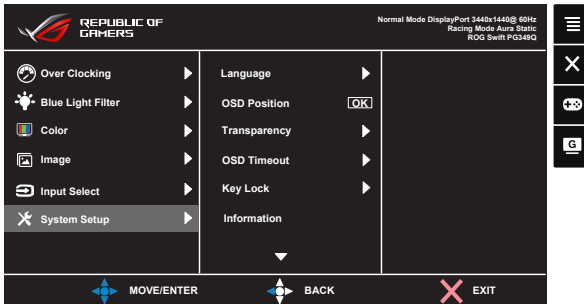 REPUBLIC OF
GAMERS
Normal Mode DisplayPort 3440x1440@ 60Hz
Racing Mode Aura Static
ROG Swift PG349Q
Over Clocking
Blue Light Filter
Color
Image
Input Select
System Setup
Language
OSD Position OK
Transparency
OSD Timeout
Key Lock
Information
MOVE/ENTER
BACK
EXIT
G